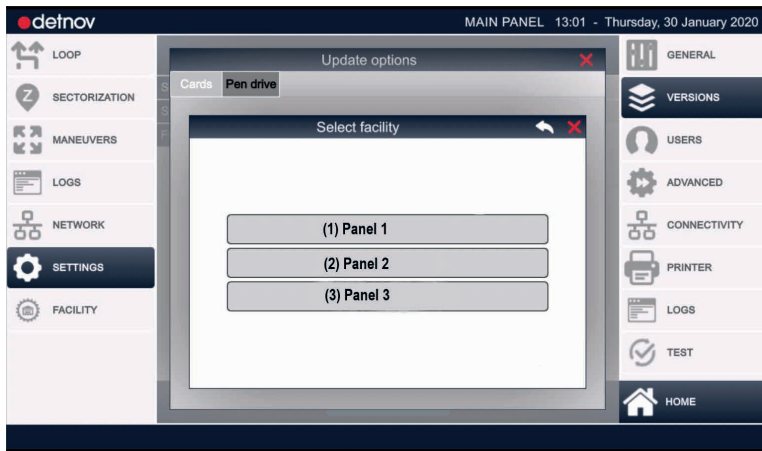 detnov
MAIN PANEL 13:01 - Thursday, 30 January 2020
LOOP
SECTORIZATION
MANEUVERS
LOGS
NETWORK
SETTINGS
FACILITY
Update options
Cards Pen drive
Select facility
(1) Panel 1
(2) Panel 2
(3) Panel 3
GENERAL
VERSIONS
USERS
ADVANCED
CONNECTIVITY
PRINTER
LOGS
TEST
HOME